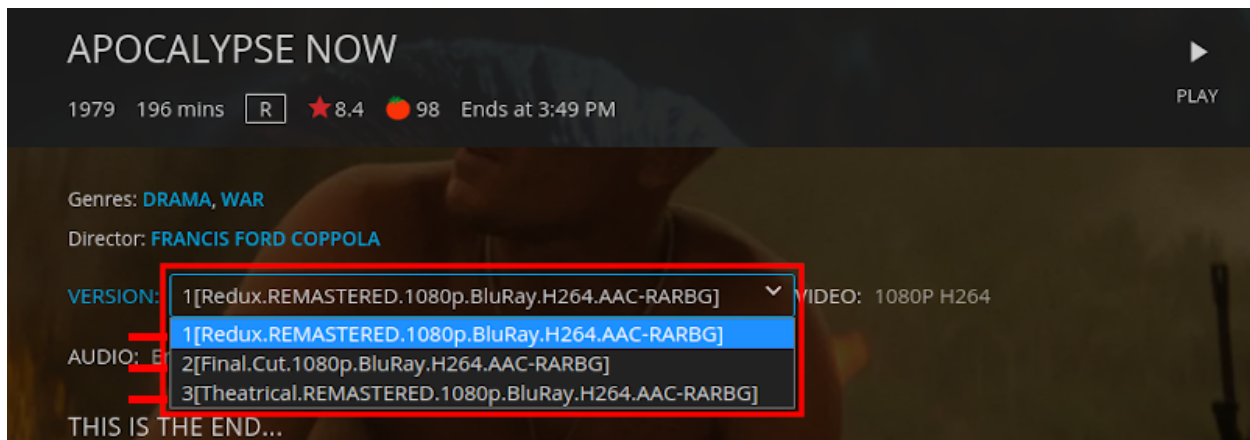 APOCALYPSE NOW
PLAY
1979 196 mins R 8.4 98 Ends at 3:49 PM
Genres: DRAMA, WAR
Director: FRANCIS FORD COPPOLA
VERSION: 1[Redux.REMASTERED.1080p.BluRay.H264.AAC-RARBG] VIDEO: 1080P H264
1[Redux.REMASTERED.1080p.BluRay.H264.AAC-RARBG]
AUDIO:
2[Final.Cut.1080p.BluRay.H264.AAC-RARBG]
3[Theatrical.REMASTERED.1080p.BluRay.H264.AAC-RARBG]
THIS IS THE END...